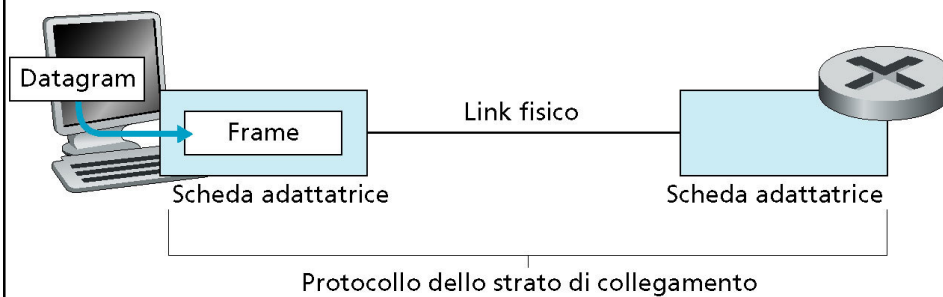 Datagram
Frame
Link fisico
Scheda adattatrice
Scheda adattatrice
Protocollo dello strato di collegamento